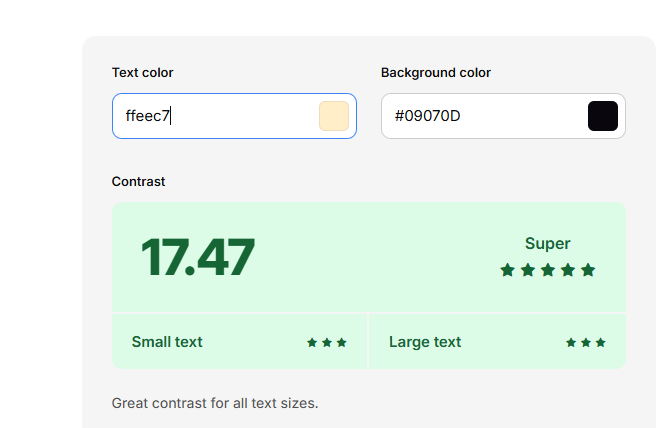 Text color Background color
ffeec7 #09070D
Contrast
17.47 Super
Small text Large text
Great contrast for all text sizes.